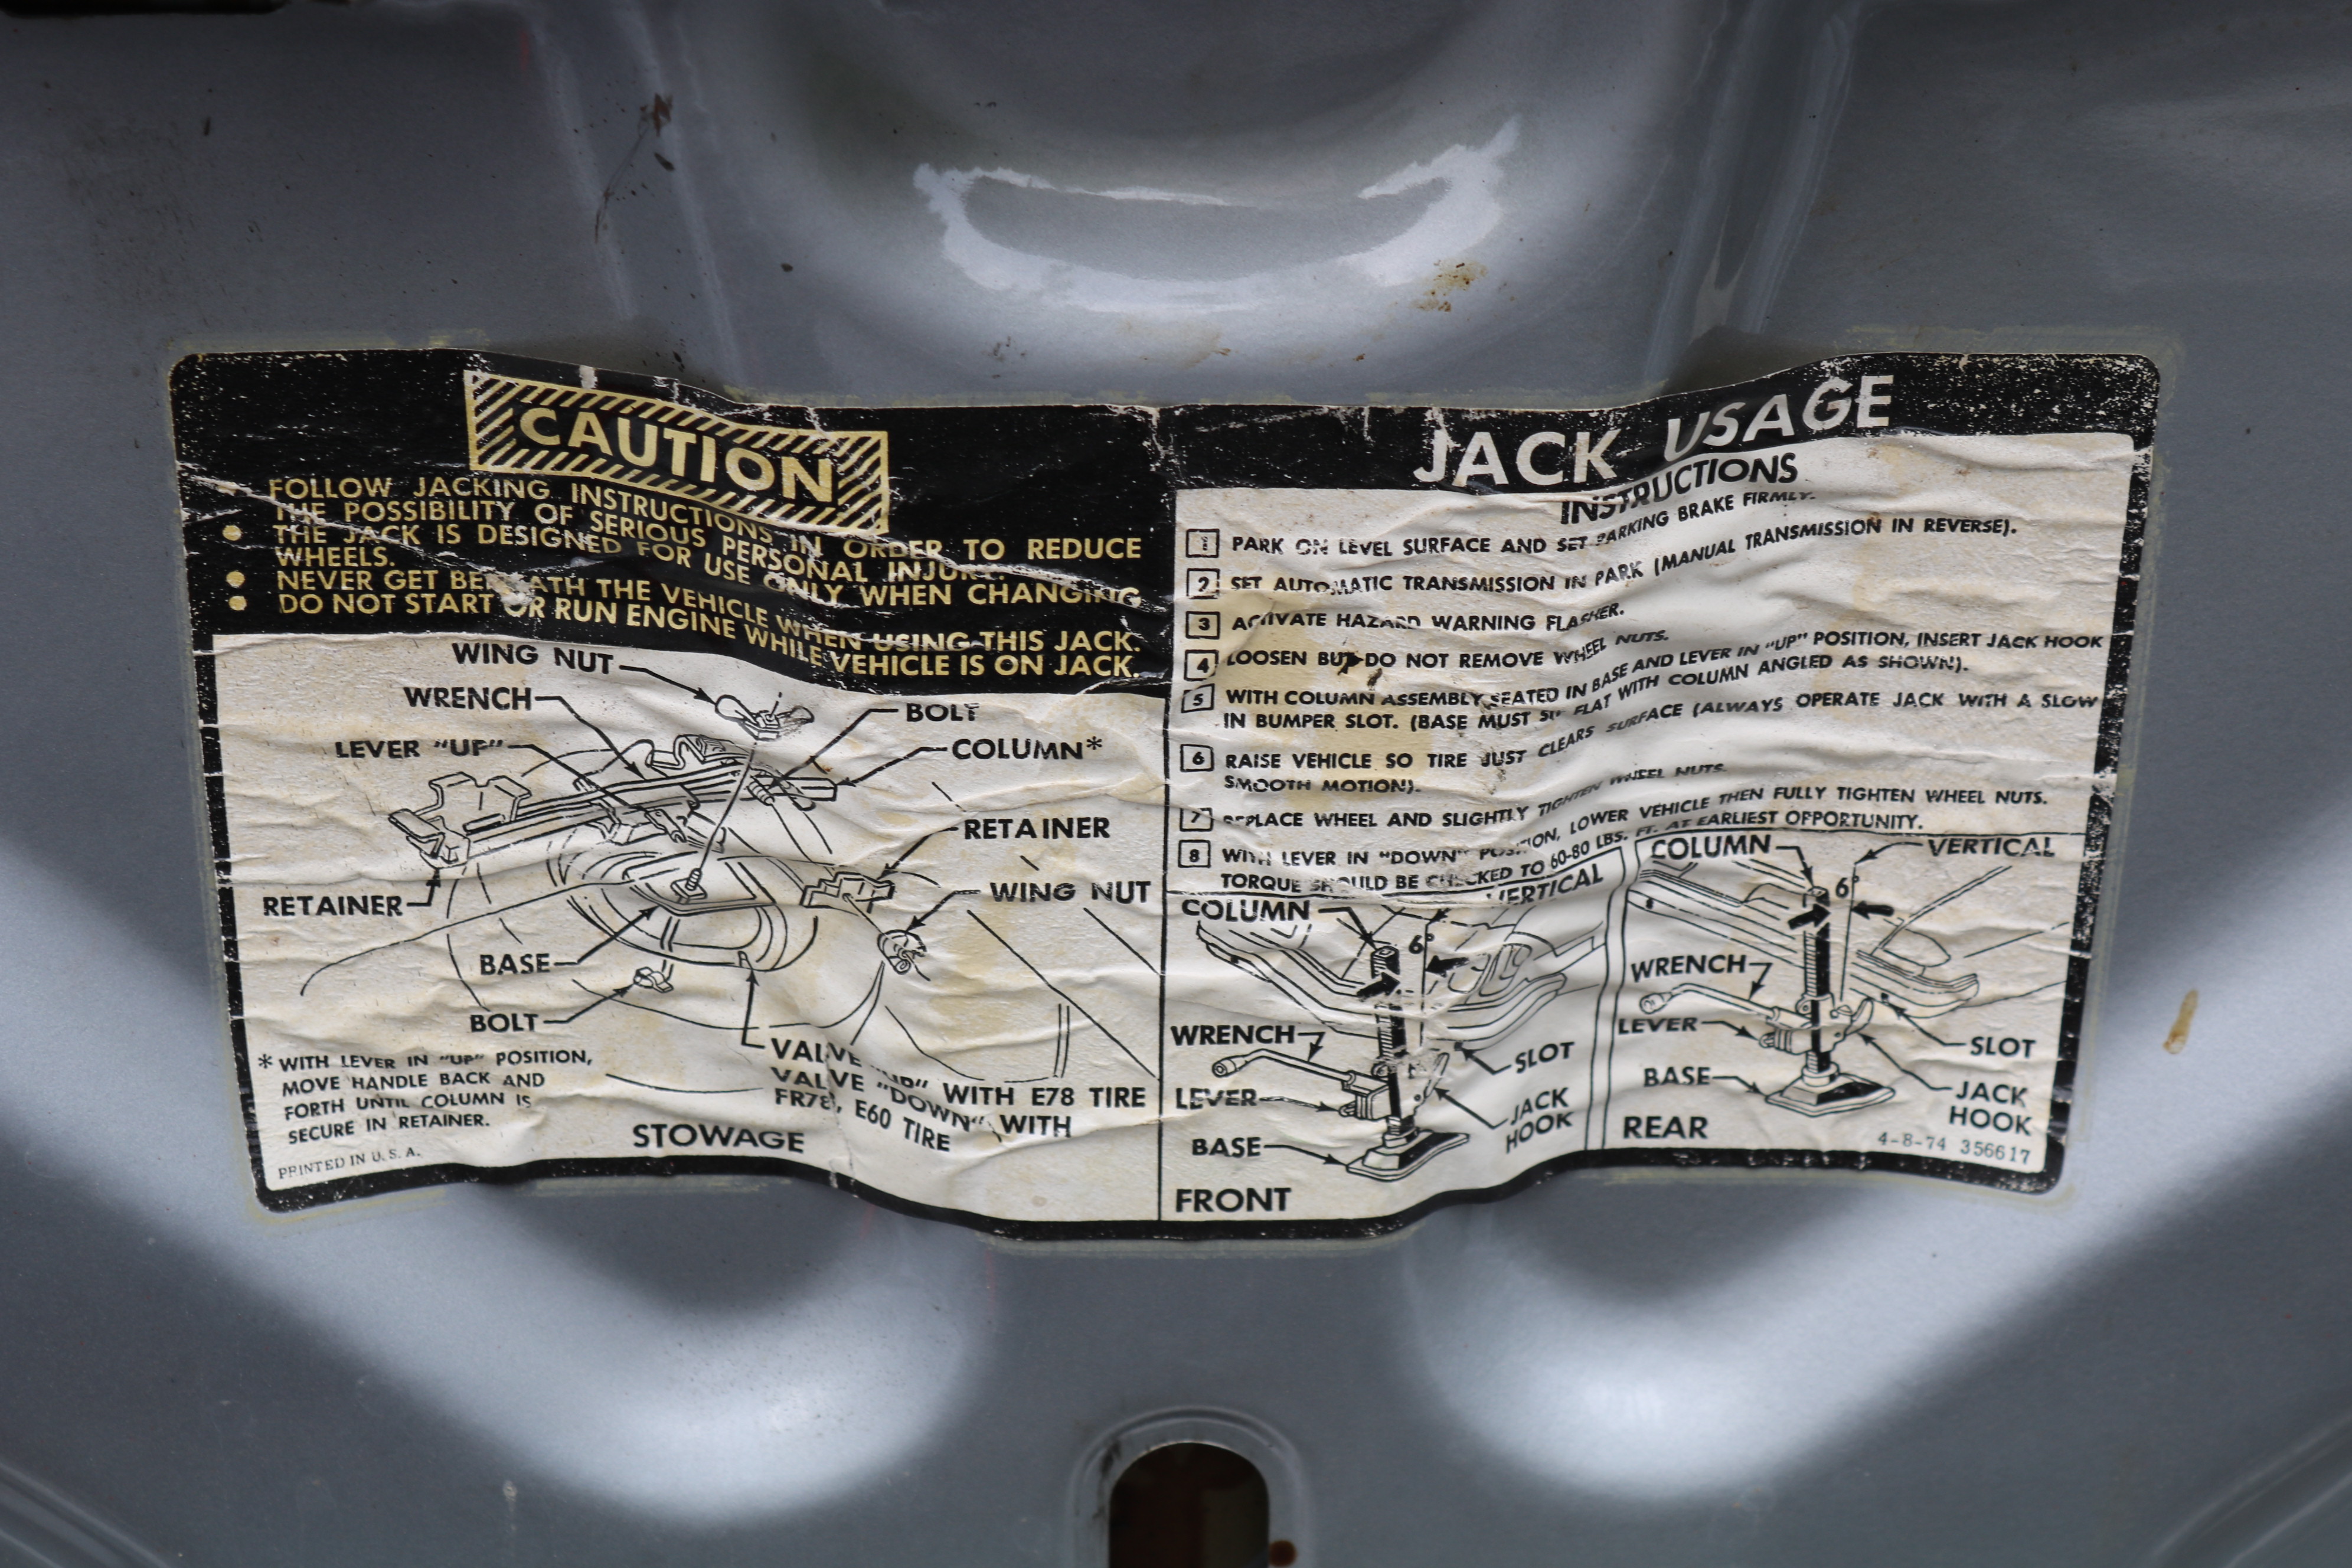 CAUTION
• FOLLOW JACKING INSTRUCTIONS IN ORDER TO REDUCE
THE POSSIBILITY OF SERIOUS PERSONAL INJURY.
• THE JACK IS DESIGNED FOR USE ONLY WHEN CHANGING
WHEELS.
• NEVER GET BENEATH THE VEHICLE WHEN USING THIS JACK.
• DO NOT START OR RUN ENGINE WHILE VEHICLE IS ON JACK.
WING NUT
WRENCH
BOLT
LEVER "UP"
COLUMN*
RETAINER
RETAINER
WING NUT
BASE
BOLT
* WITH LEVER IN "UP" POSITION,
MOVE HANDLE BACK AND
FORTH UNTIL COLUMN IS
SECURE IN RETAINER.
VALVE "UP" WITH E78 TIRE
VALVE "DOWN" WITH
FR78, E60 TIRE
STOWAGE
PRINTED IN U.S.A.
JACK USAGE
INSTRUCTIONS
1 PARK ON LEVEL SURFACE AND SET PARKING BRAKE FIRMLY.
2 SET AUTOMATIC TRANSMISSION IN PARK (MANUAL TRANSMISSION IN REVERSE).
3 ACTIVATE HAZARD WARNING FLASHER.
4 LOOSEN BUT DO NOT REMOVE WHEEL NUTS.
5 WITH COLUMN ASSEMBLY SEATED IN BASE AND LEVER IN "UP" POSITION, INSERT JACK HOOK
IN BUMPER SLOT. (BASE MUST SIT FLAT WITH COLUMN ANGLED AS SHOWN).
6 RAISE VEHICLE SO TIRE JUST CLEARS SURFACE (ALWAYS OPERATE JACK WITH A SLOW
SMOOTH MOTION).
7 REPLACE WHEEL AND SLIGHTLY TIGHTEN WHEEL NUTS.
8 WITH LEVER IN "DOWN" POSITION, LOWER VEHICLE THEN FULLY TIGHTEN WHEEL NUTS.
TORQUE SHOULD BE CHECKED TO 60-80 LBS. FT. AT EARLIEST OPPORTUNITY.
COLUMN
VERTICAL
6°
WRENCH
SLOT
LEVER
JACK
HOOK
BASE
FRONT
COLUMN
VERTICAL
6°
WRENCH
LEVER
SLOT
BASE
JACK
HOOK
REAR
4-8-74 356617